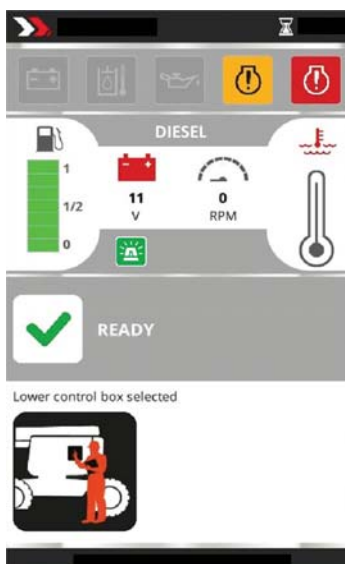 DIESEL
1
1/2
0
11
V
0
RPM
READY
Lower control box selected